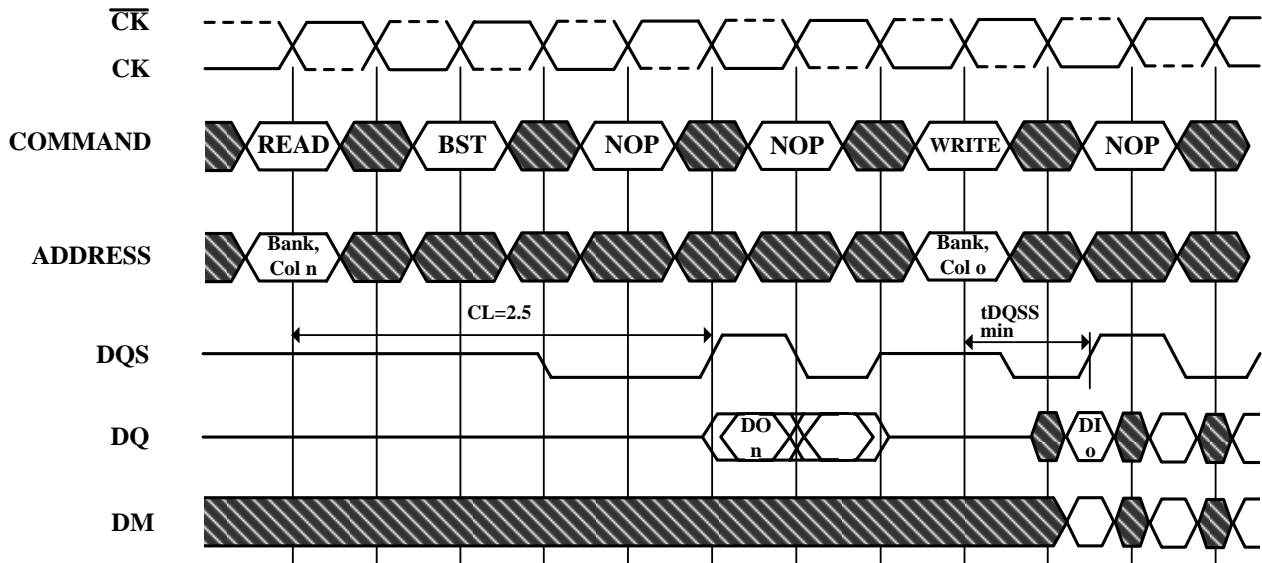 CK
CK
COMMAND
READ
BST
NOP
NOP
WRITE
NOP
ADDRESS
Bank,
Col n
Bank,
Col o
CL=2.5
tDQSS
min
DQS
DQ
DO
n
DI
o
DM